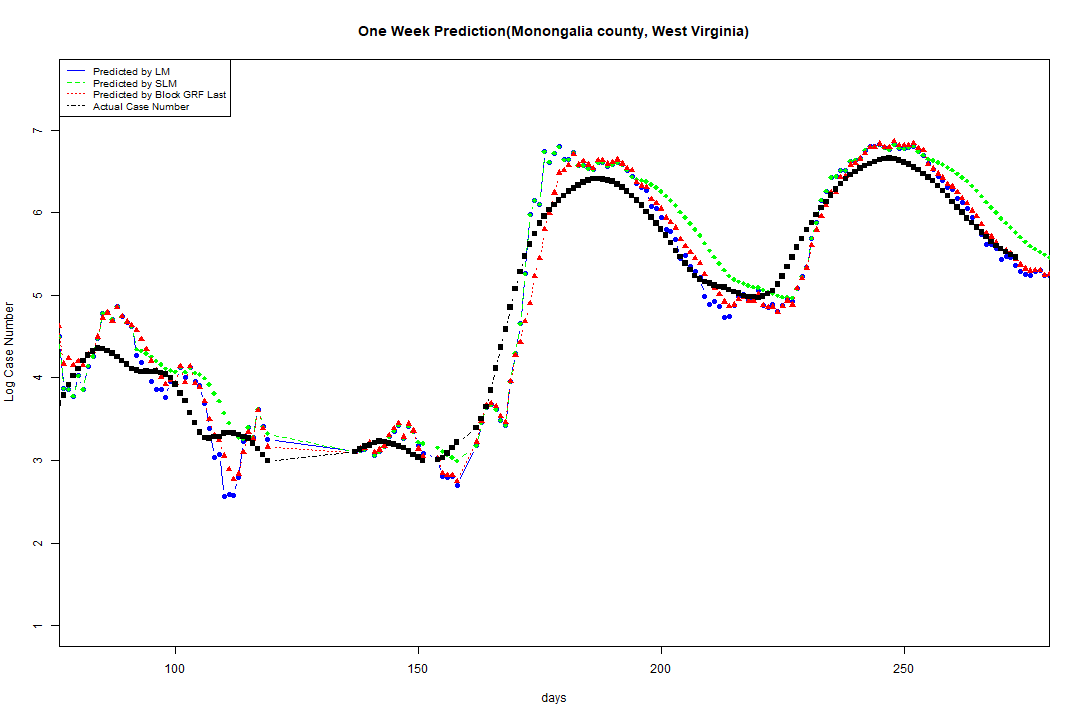 One Week Prediction(Monongalia county, West Virginia)
Predicted by LM
Predicted by SLM
Predicted by Block GRF Last
Actual Case Number
Log Case Number
7
6
5
4
3
2
1
100 150 200 250
days